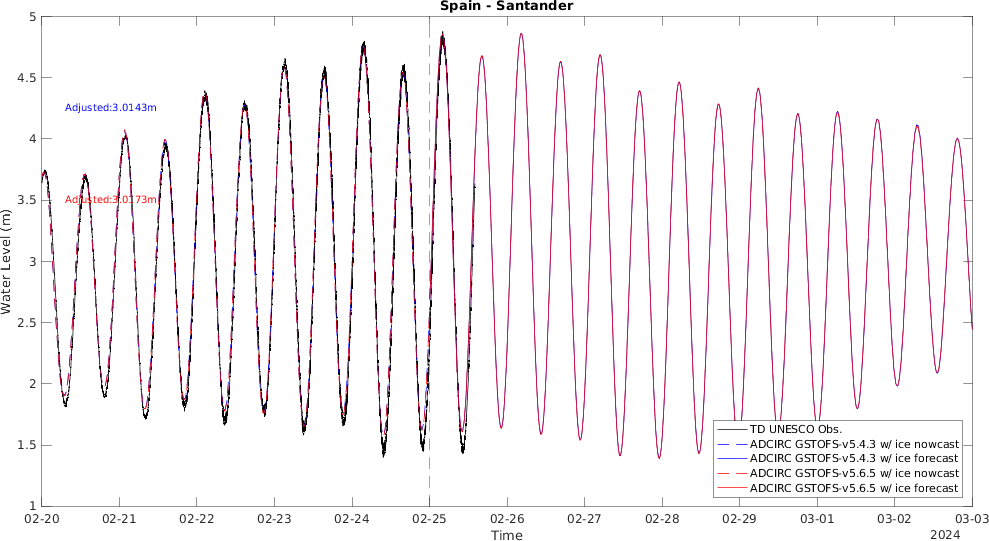 Spain - Santander
5
4.5
4
3.5
3
2.5
2
1.5
1
Water Level (m)
Adjusted:3.0143m
Adjusted:3.0173m
TD UNESCO Obs.
ADCIRC GSTOFS-v5.4.3 w/ ice nowcast
ADCIRC GSTOFS-v5.4.3 w/ ice forecast
ADCIRC GSTOFS-v5.6.5 w/ ice nowcast
ADCIRC GSTOFS-v5.6.5 w/ ice forecast
02-20 02-21 02-22 02-23 02-24 02-25 02-26 02-27 02-28 02-29 03-01 03-02 03-03
Time
2024